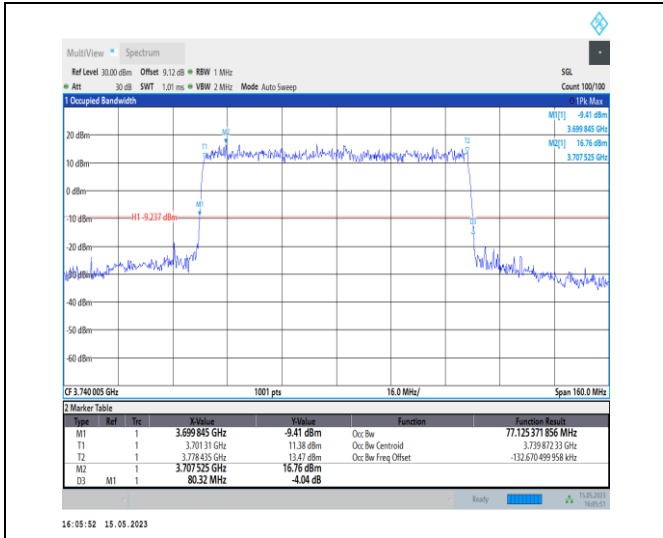 MultiView Spectrum
Ref Level 30.00 dBm Offset 9.12 dB RBW 1 MHz SGL
Att 30 dB SWT 1.01 ms VBW 2 MHz Mode Auto Sweep Count 100/100
1 Occupied Bandwidth 1Pk Max
M1[1] -9.41 dBm
3.699 845 GHz
M2[1] 16.76 dBm
3.707 525 GHz
M2
T1
T2
20 dBm
10 dBm
0 dBm
M1
-10 dBm
H1 -9.237 dBm
D3
-20 dBm
-30 dBm
-40 dBm
-50 dBm
-60 dBm
CF 3.740 005 GHz 1001 pts 16.0 MHz/ Span 160.0 MHz
2 Marker Table
Type Ref Trc X-Value Y-Value Function Function Result
M1 1 3.699 845 GHz -9.41 dBm Occ Bw 77.125 371 856 MHz
T1 1 3.701 31 GHz 11.38 dBm Occ Bw Centroid 3.739 872 33 GHz
T2 1 3.778 435 GHz 13.47 dBm Occ Bw Freq Offset -132.670 499 958 kHz
M2 1 3.707 525 GHz 16.76 dBm
D3 M1 1 80.32 MHz -4.04 dB
Ready 15.05.2023
16:05:51
16:05:52 15.05.2023